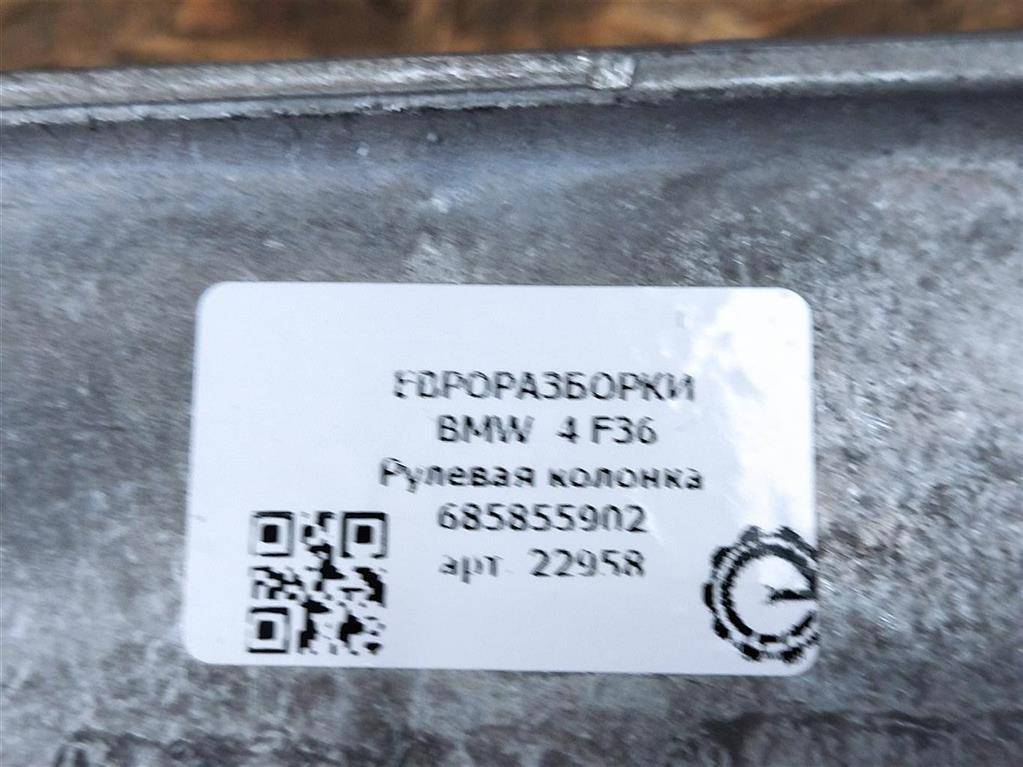 ЕВРОРАЗБОРКИ
BMW 4 F36
Рулевая колонка
685855902
арт. 22958